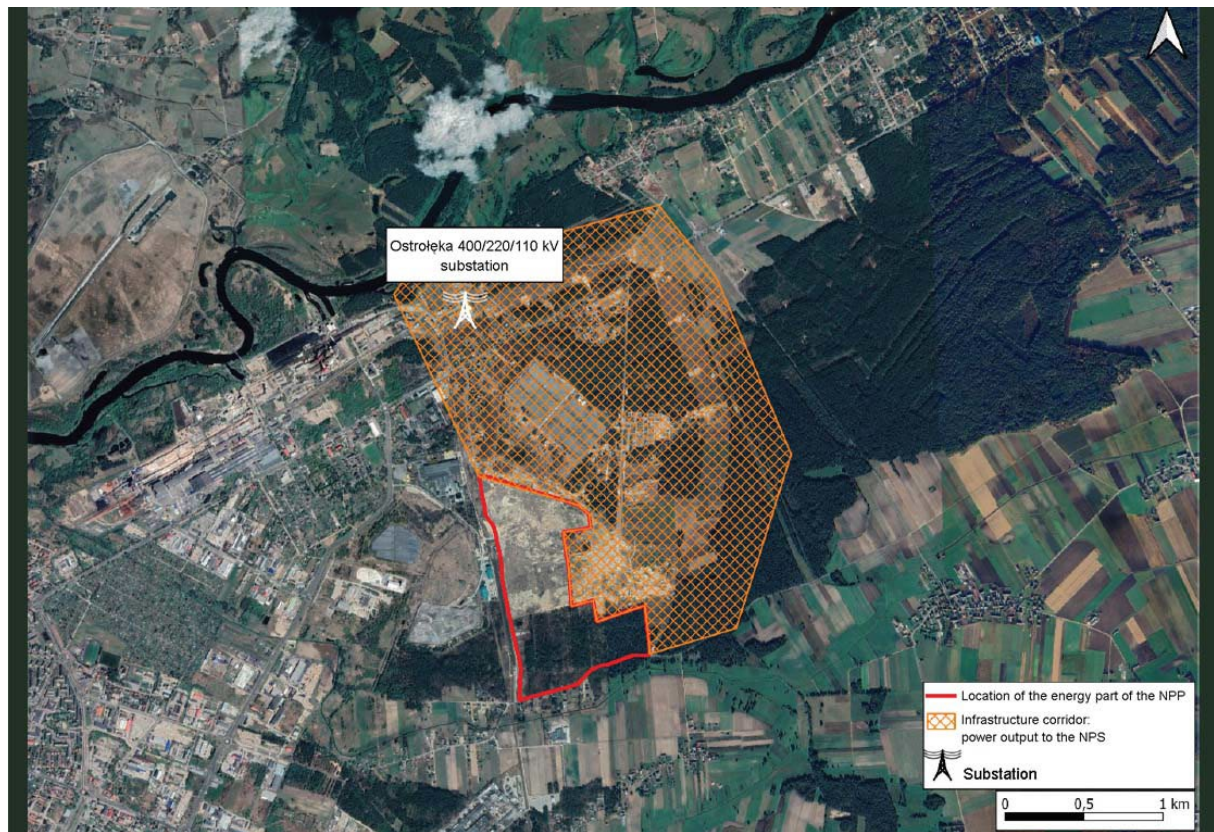 Ostrołęka 400/220/110 kV
substation
Location of the energy part of the NPP
Infrastructure corridor:
power output to the NPS
Substation
0 0,5 1 km